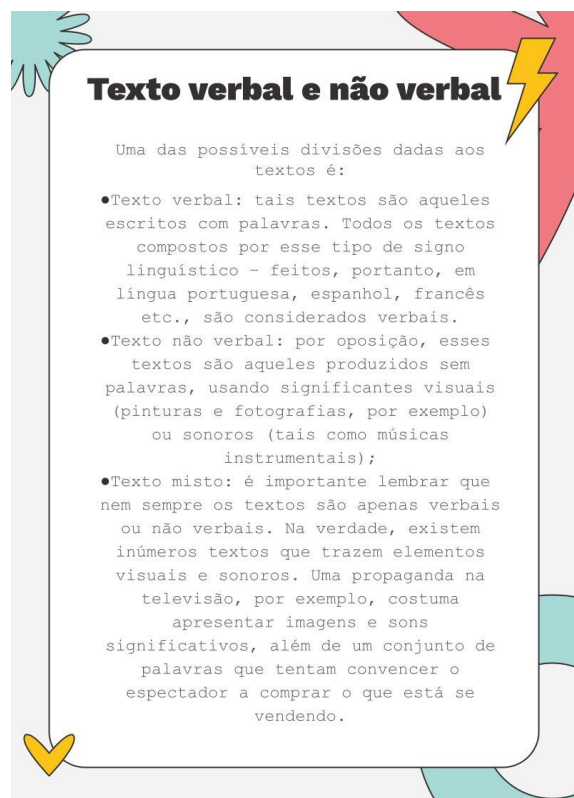 Texto verbal e não verbal
Uma das possíveis divisões dadas aos
textos é:
●Texto verbal: tais textos são aqueles
escritos com palavras. Todos os textos
compostos por esse tipo de signo
linguístico – feitos, portanto, em
língua portuguesa, espanhol, francês
etc., são considerados verbais.
●Texto não verbal: por oposição, esses
textos são aqueles produzidos sem
palavras, usando significantes visuais
(pinturas e fotografias, por exemplo)
ou sonoros (tais como músicas
instrumentais);
●Texto misto: é importante lembrar que
nem sempre os textos são apenas verbais
ou não verbais. Na verdade, existem
inúmeros textos que trazem elementos
visuais e sonoros. Uma propaganda na
televisão, por exemplo, costuma
apresentar imagens e sons
significativos, além de um conjunto de
palavras que tentam convencer o
espectador a comprar o que está se
vendendo.